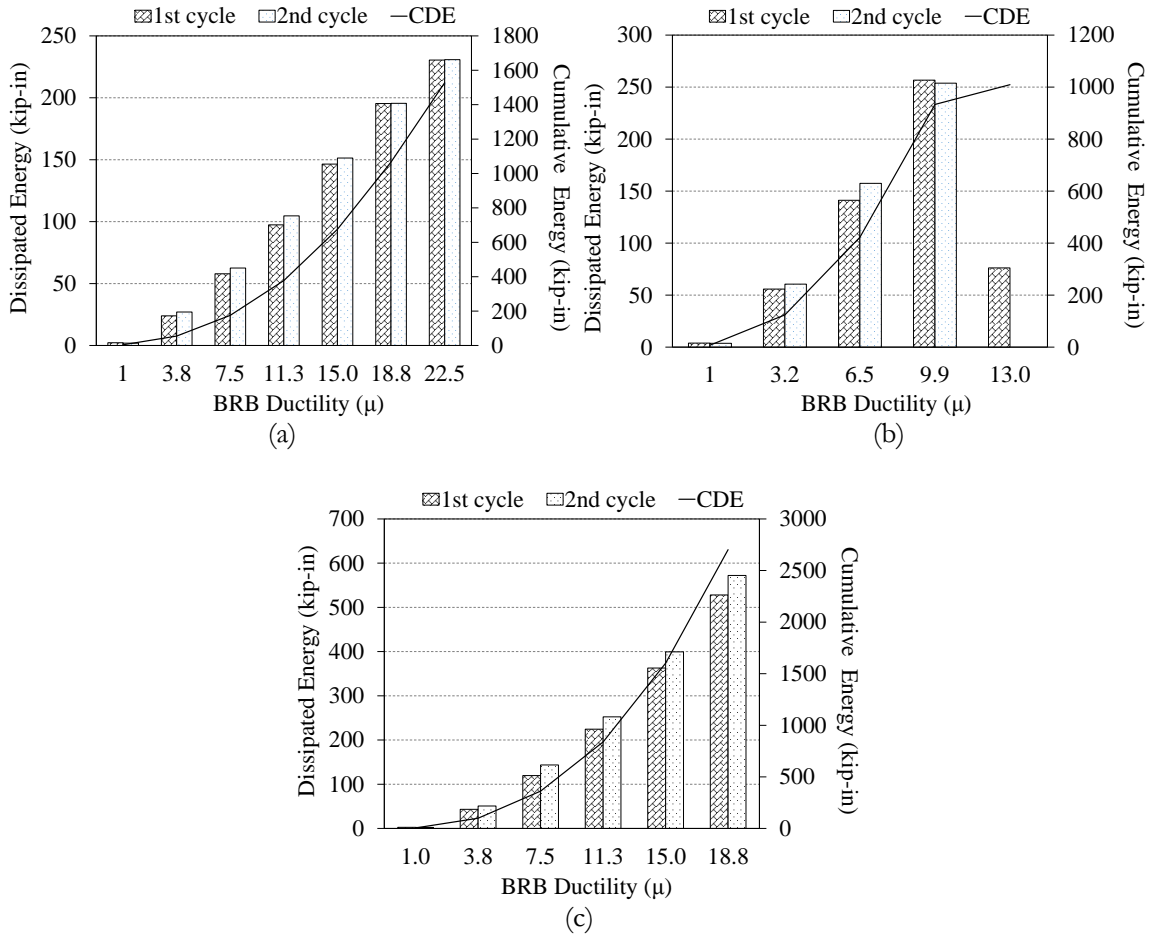 1st cycle 2nd cycle CDE
Dissipated Energy (kip-in)
250
200
150
100
50
0
1800
1600
1400
1200
1000
800
600
400
200
0
Cumulative Energy (kip-in)
1 3.8 7.5 11.3 15.0 18.8 22.5
BRB Ductility (μ)
(a)
1st cycle 2nd cycle CDE
Dissipated Energy (kip-in)
300
250
200
150
100
50
0
1200
1000
800
600
400
200
0
Cumulative Energy (kip-in)
1 3.2 6.5 9.9 13.0
BRB Ductility (μ)
(b)
1st cycle 2nd cycle CDE
Dissipated Energy (kip-in)
700
600
500
400
300
200
100
0
3000
2500
2000
1500
1000
500
0
Cumulative Energy (kip-in)
1.0 3.8 7.5 11.3 15.0 18.8
BRB Ductility (μ)
(c)